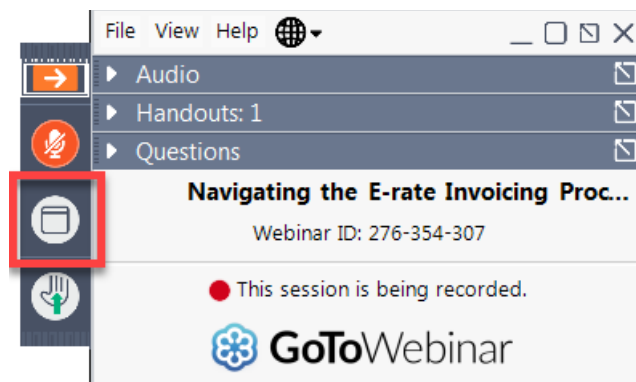 File View Help
Audio
Handouts: 1
Questions
Navigating the E-rate Invoicing Proc...
Webinar ID: 276-354-307
This session is being recorded.
GoToWebinar